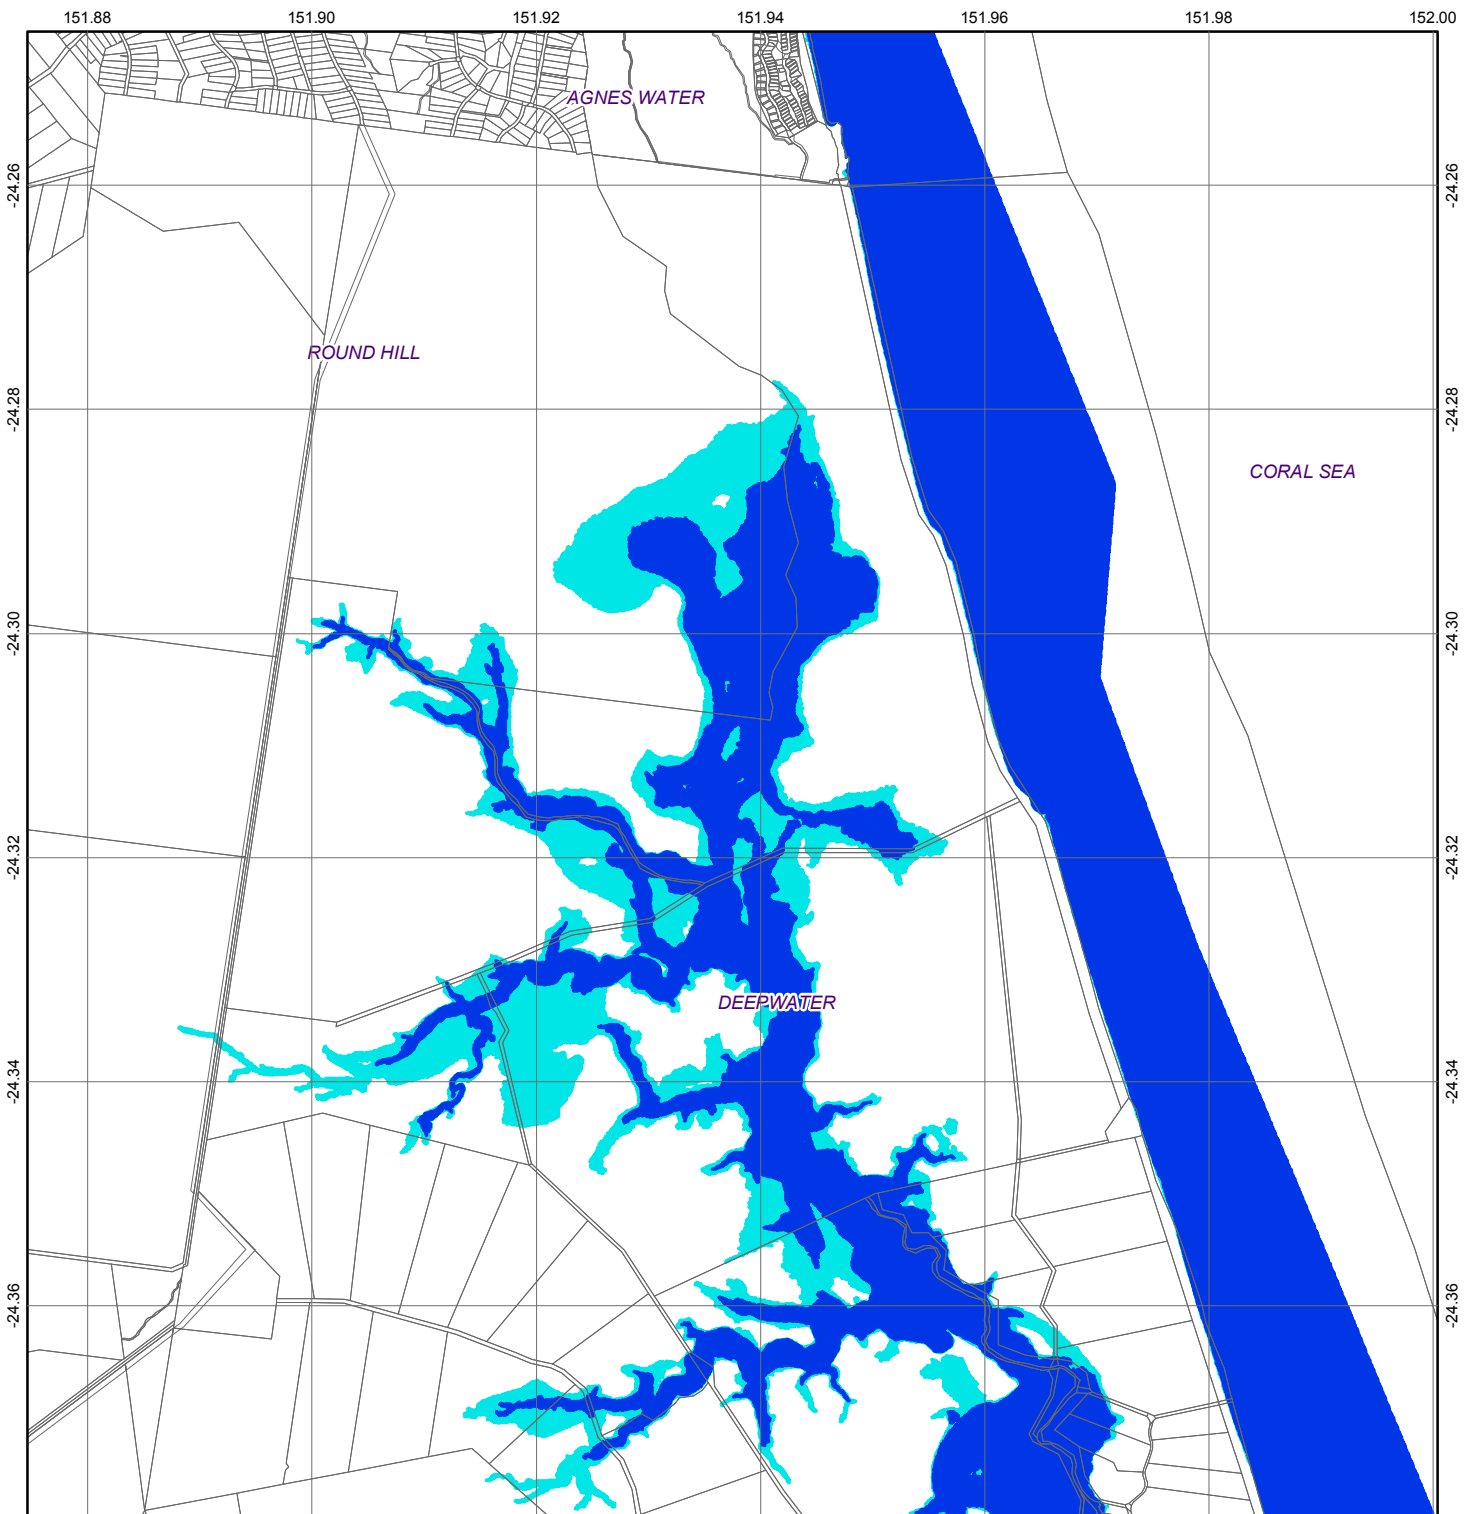 151.88 151.90 151.92 151.94 151.96 151.98 152.00
AGNES WATER
-24.26 -24.26
ROUND HILL
-24.28 -24.28
CORAL SEA
-24.30 -24.30
-24.32 -24.32
DEEPWATER
-24.34 -24.34
-24.36 -24.36